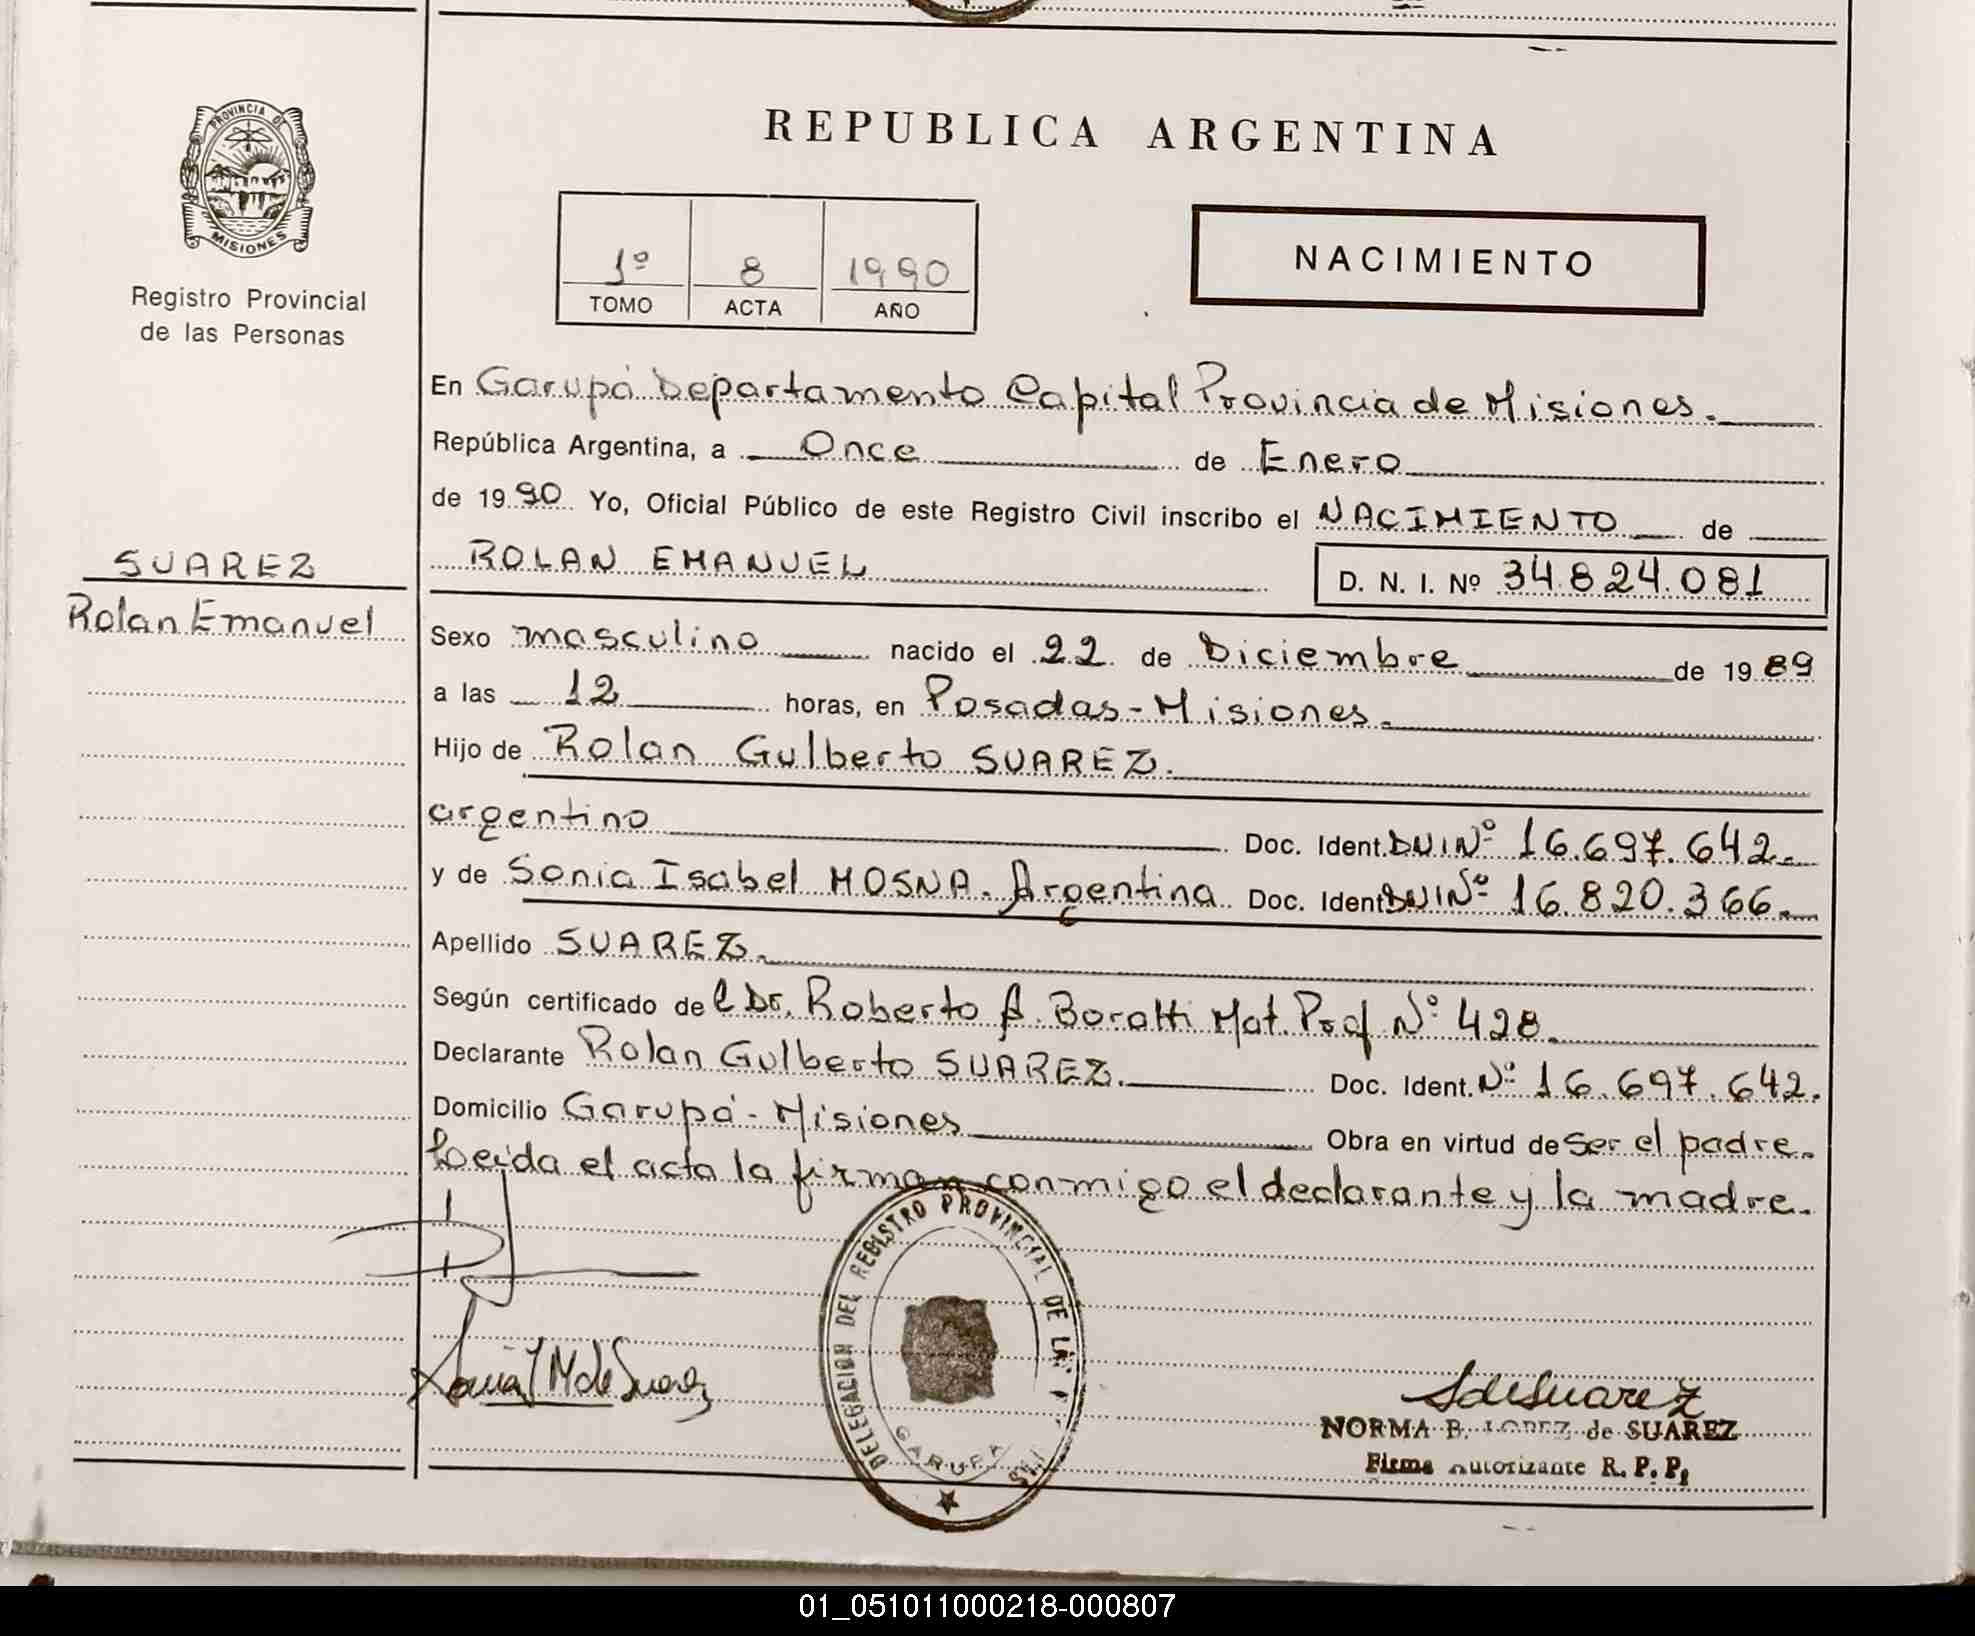 PROVINCIA DE
MISIONES
Registro Provincial
de las Personas
SUAREZ
Rolan Emanuel
REPUBLICA ARGENTINA
1º 8 1990
TOMO ACTA AÑO
NACIMIENTO
En Garupá Departamento Capital Provincia de Misiones.
República Argentina, a Once de Enero
de 1990 Yo, Oficial Público de este Registro Civil inscribo el NACIMIENTO de
ROLAN EMANUEL D. N. I. Nº 34.824.081
Sexo masculino nacido el 22 de Diciembre de 1989
a las 12 horas, en Posadas-Misiones.
Hijo de Rolan Gulberto SUAREZ.
argentino Doc. Ident. DNI Nº 16.697.642.
y de Sonia Isabel MOSNA. Argentina Doc. Ident DNI Nº 16.820.366.
Apellido SUAREZ.
Según certificado del Dr. Roberto A. Boratti Mat. Prof. Nº 428.
Declarante Rolan Gulberto SUAREZ. Doc. Ident. Nº 16.697.642.
Domicilio Garupá-Misiones Obra en virtud de ser el padre.
Loeida el acta la firman conmigo el declarante y la madre.
DELEGACION DEL REGISTRO PROVINCIAL DE LAS
GARUPA
Sonia M de Suarez
SdeSuarez
NORMA B. LOPEZ de SUAREZ
Firma Autorizante R. P. P.
01_051011000218-000807